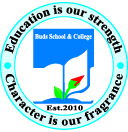 Education is our strength
Buds School & College
Est.2010
Character is our fragrance